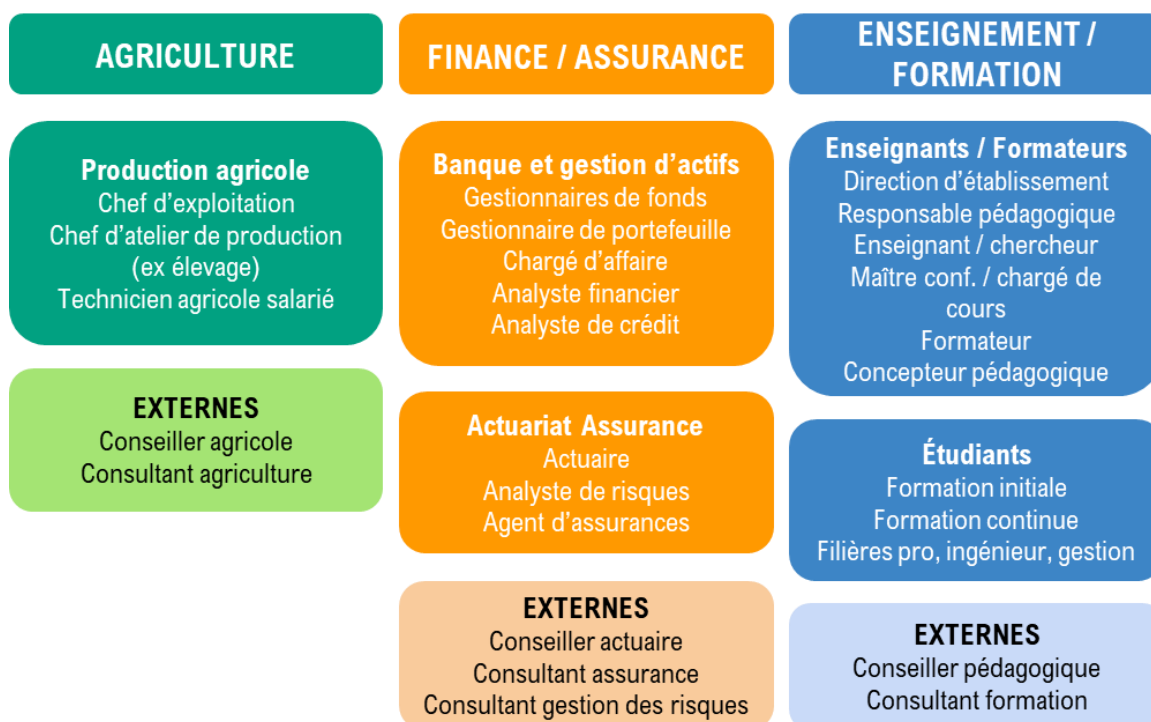 AGRICULTURE
Production agricole
Chef d'exploitation
Chef d'atelier de production
(ex élevage)
Technicien agricole salarié
EXTERNES
Conseiller agricole
Consultant agriculture
FINANCE / ASSURANCE
Banque et gestion d'actifs
Gestionnaires de fonds
Gestionnaire de portefeuille
Chargé d'affaire
Analyste financier
Analyste de crédit
Actuariat Assurance
Actuaire
Analyste de risques
Agent d'assurances
EXTERNES
Conseiller actuaire
Consultant assurance
Consultant gestion des risques
ENSEIGNEMENT /
FORMATION
Enseignants / Formateurs
Direction d'établissement
Responsable pédagogique
Enseignant / chercheur
Maître conf. / chargé de
cours
Formateur
Concepteur pédagogique
Étudiants
Formation initiale
Formation continue
Filières pro, ingénieur, gestion
EXTERNES
Conseiller pédagogique
Consultant formation